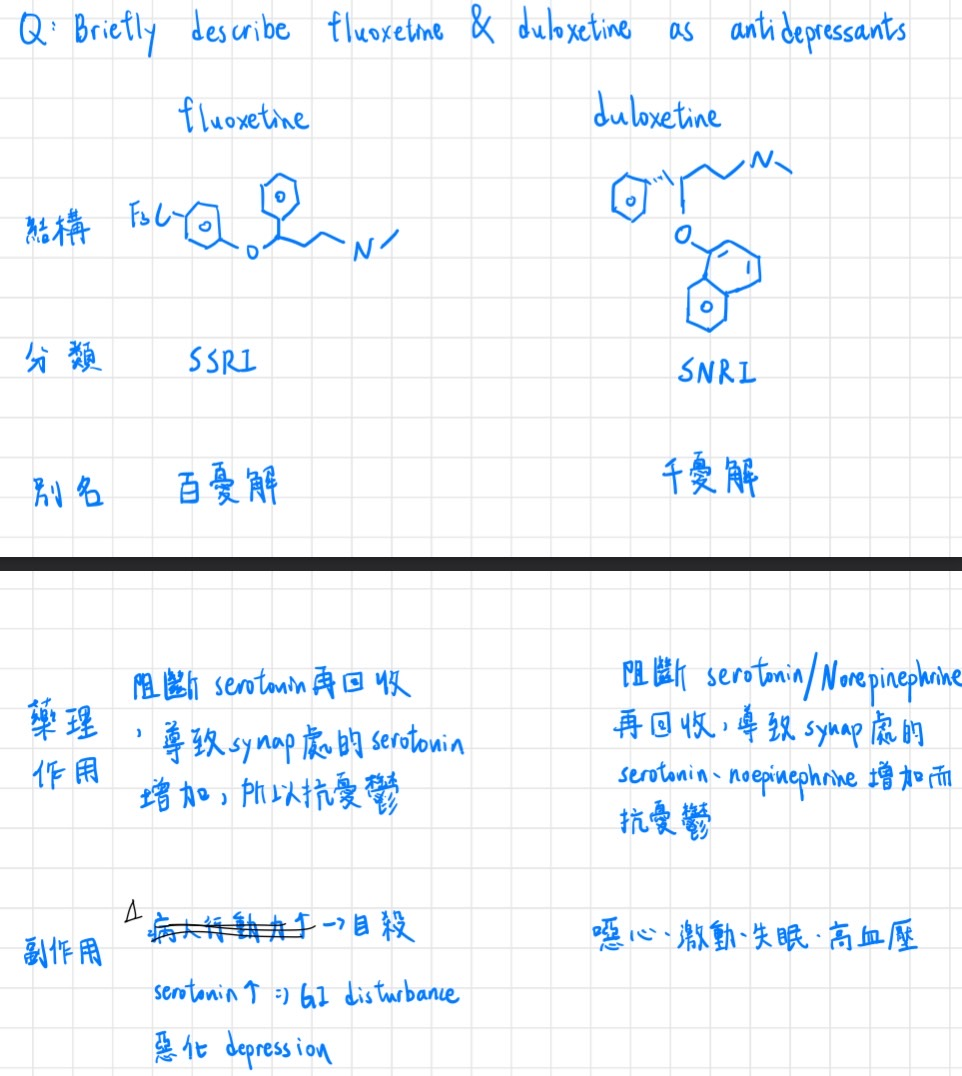 Q: Briefly describe fluoxetine & duloxetine as antidepressants
fluoxetine duloxetine
結構 F3C O N O N
分類 SSRI SNRI
別名 百憂解 千憂解
藥理作用
阻斷 serotonin 再回收
，導致 synap 處的 serotonin
增加，所以抗憂鬱
阻斷 serotonin/Norepinephrine
再回收，導致 synap 處的
serotonin、noepinephrine 增加而
抗憂鬱
副作用
△ 病人行動力↑ → 自殺
serotonin↑ => GI disturbance
惡化 depression
噁心、激動、失眠、高血壓